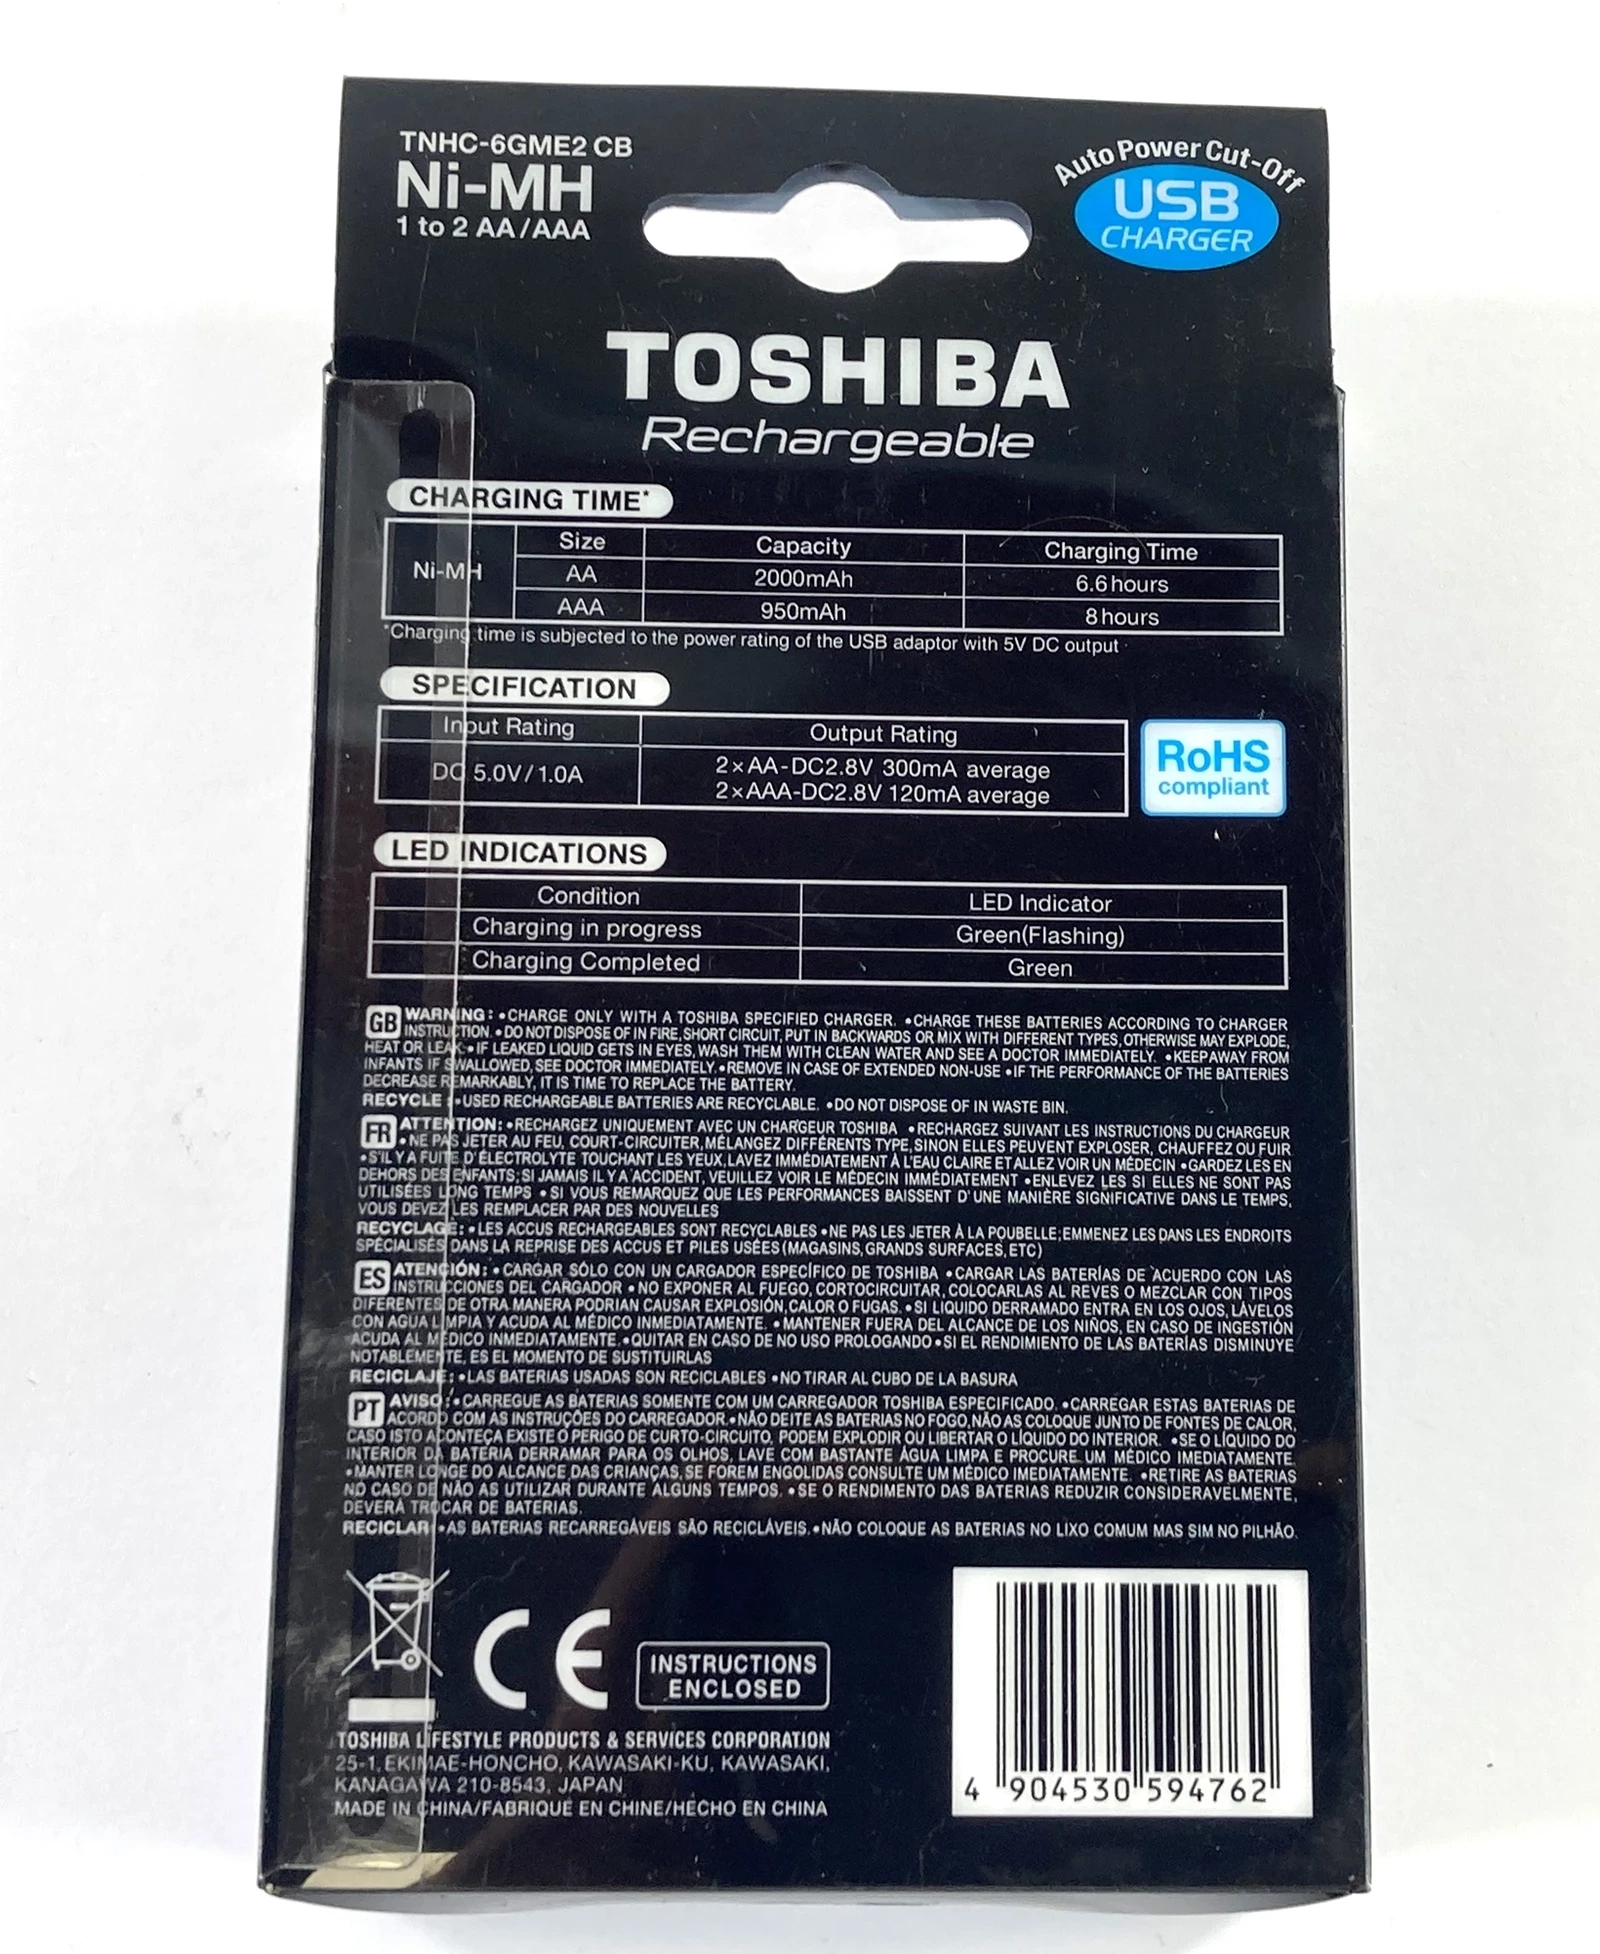 TNHC-6GME2 CB
Ni-MH
1 to 2 AA/AAA
Auto Power Cut-Off
USB
CHARGER
TOSHIBA
Rechargeable
CHARGING TIME*
Ni-MH Size Capacity Charging Time
AA 2000mAh 6.6hours
AAA 950mAh 8hours
*Charging time is subjected to the power rating of the USB adaptor with 5V DC output
SPECIFICATION
Input Rating Output Rating
DC 5.0V/1.0A 2×AA-DC2.8V 300mA average
2×AAA-DC2.8V 120mA average
RoHS
compliant
LED INDICATIONS
Condition LED Indicator
Charging in progress Green(Flashing)
Charging Completed Green
GB WARNING: •CHARGE ONLY WITH A TOSHIBA SPECIFIED CHARGER. •CHARGE THESE BATTERIES ACCORDING TO CHARGER
INSTRUCTION. •DO NOT DISPOSE OF IN FIRE,SHORT CIRCUIT,PUT IN BACKWARDS OR MIX WITH DIFFERENT TYPES,OTHERWISE MAY EXPLODE,
HEAT OR LEAK •IF LEAKED LIQUID GETS IN EYES,WASH THEM WITH CLEAN WATER AND SEE A DOCTOR IMMEDIATELY. •KEEPAWAY FROM
INFANTS IF SWALLOWED,SEE DOCTOR IMMEDIATELY.•REMOVE IN CASE OF EXTENDED NON-USE •IF THE PERFORMANCE OF THE BATTERIES
DECREASE REMARKABLY, IT IS TIME TO REPLACE THE BATTERY.
RECYCLE : •USED RECHARGEABLE BATTERIES ARE RECYCLABLE. •DO NOT DISPOSE OF IN WASTE BIN.
FR ATTENTION: •RECHARGEZ UNIQUEMENT AVEC UN CHARGEUR TOSHIBA •RECHARGEZ SUIVANT LES INSTRUCTIONS DU CHARGEUR
•NE PAS JETER AU FEU, COURT-CIRCUITER,MÉLANGEZ DIFFÉRENTS TYPE,SINON ELLES PEUVENT EXPLOSER, CHAUFFEZ OU FUIR
•S'IL Y A FUITE D'ÉLECTROLYTE TOUCHANT LES YEUX,LAVEZ IMMÉDIATEMENT À L'EAU CLAIRE ET ALLEZ VOIR UN MÉDECIN •GARDEZ LES EN
DEHORS DES ENFANTS; SI JAMAIS IL Y A ACCIDENT, VEUILLEZ VOIR LE MÉDECIN IMMÉDIATEMENT •ENLEVEZ LES SI ELLES NE SONT PAS
UTILISÉES LONG TEMPS •SI VOUS REMARQUEZ QUE LES PERFORMANCES BAISSENT D'UNE MANIÈRE SIGNIFICATIVE DANS LE TEMPS,
VOUS DEVEZ LES REMPLACER PAR DES NOUVELLES
RECYCLAGE: •LES ACCUS RECHARGEABLES SONT RECYCLABLES •NE PAS LES JETER À LA POUBELLE;EMMENEZ LES DANS LES ENDROITS
SPÉCIALISÉS DANS LA REPRISE DES ACCUS ET PILES USÉES(MAGASINS,GRANDS SURFACES,ETC)
ES ATENCIÓN: •CARGAR SÓLO CON UN CARGADOR ESPECÍFICO DE TOSHIBA •CARGAR LAS BATERÍAS DE ACUERDO CON LAS
INSTRUCCIONES DEL CARGADOR •NO EXPONER AL FUEGO, CORTOCIRCUITAR, COLOCARLAS AL REVES O MEZCLAR CON TIPOS
DIFERENTES DE OTRA MANERA PODRIAN CAUSAR EXPLOSIÓN,CALOR O FUGAS. •SI LIQUIDO DERRAMADO ENTRA EN LOS OJOS, LÁVELOS
CON AGUA LIMPIA Y ACUDA AL MÉDICO INMEDIATAMENTE. •MANTENER FUERA DEL ALCANCE DE LOS NIÑOS, EN CASO DE INGESTIÓN
ACUDA AL MÉDICO INMEDIATAMENTE. •QUITAR EN CASO DE NO USO PROLOGANDO •SI EL RENDIMIENTO DE LAS BATERÍAS DISMINUYE
NOTABLEMENTE, ES EL MOMENTO DE SUSTITUIRLAS
RECICLAJE: •LAS BATERIAS USADAS SON RECICLABLES •NO TIRAR AL CUBO DE LA BASURA
PT AVISO: •CARREGUE AS BATERIAS SOMENTE COM UM CARREGADOR TOSHIBA ESPECIFICADO. •CARREGAR ESTAS BATERIAS DE
ACORDO COM AS INSTRUÇÕES DO CARREGADOR.•NÃO DEITE AS BATERIAS NO FOGO,NÃO AS COLOQUE JUNTO DE FONTES DE CALOR,
CASO ISTO ACONTEÇA EXISTE O PERIGO DE CURTO-CIRCUITO, PODEM EXPLODIR OU LIBERTAR O LÍQUIDO DO INTERIOR. •SE O LÍQUIDO DO
INTERIOR DA BATERIA DERRAMAR PARA OS OLHOS, LAVE COM BASTANTE ÁGUA LIMPA E PROCURE UM MÉDICO IMEDIATAMENTE.
•MANTER LONGE DO ALCANCE DAS CRIANÇAS,SE FOREM ENGOLIDAS CONSULTE UM MÉDICO IMEDIATAMENTE. •RETIRE AS BATERIAS
NO CASO DE NÃO AS UTILIZAR DURANTE ALGUNS TEMPOS. •SE O RENDIMENTO DAS BATERIAS REDUZIR CONSIDERAVELMENTE,
DEVERÁ TROCAR DE BATERIAS.
RECICLAR: •AS BATERIAS RECARREGÁVEIS SÃO RECICLÁVEIS.•NÃO COLOQUE AS BATERIAS NO LIXO COMUM MAS SIM NO PILHÃO.
CE
INSTRUCTIONS
ENCLOSED
TOSHIBA LIFESTYLE PRODUCTS & SERVICES CORPORATION
25-1, EKIMAE-HONCHO, KAWASAKI-KU, KAWASAKI,
KANAGAWA 210-8543, JAPAN
MADE IN CHINA/FABRIQUÉ EN CHINE/HECHO EN CHINA
4 904530 594762